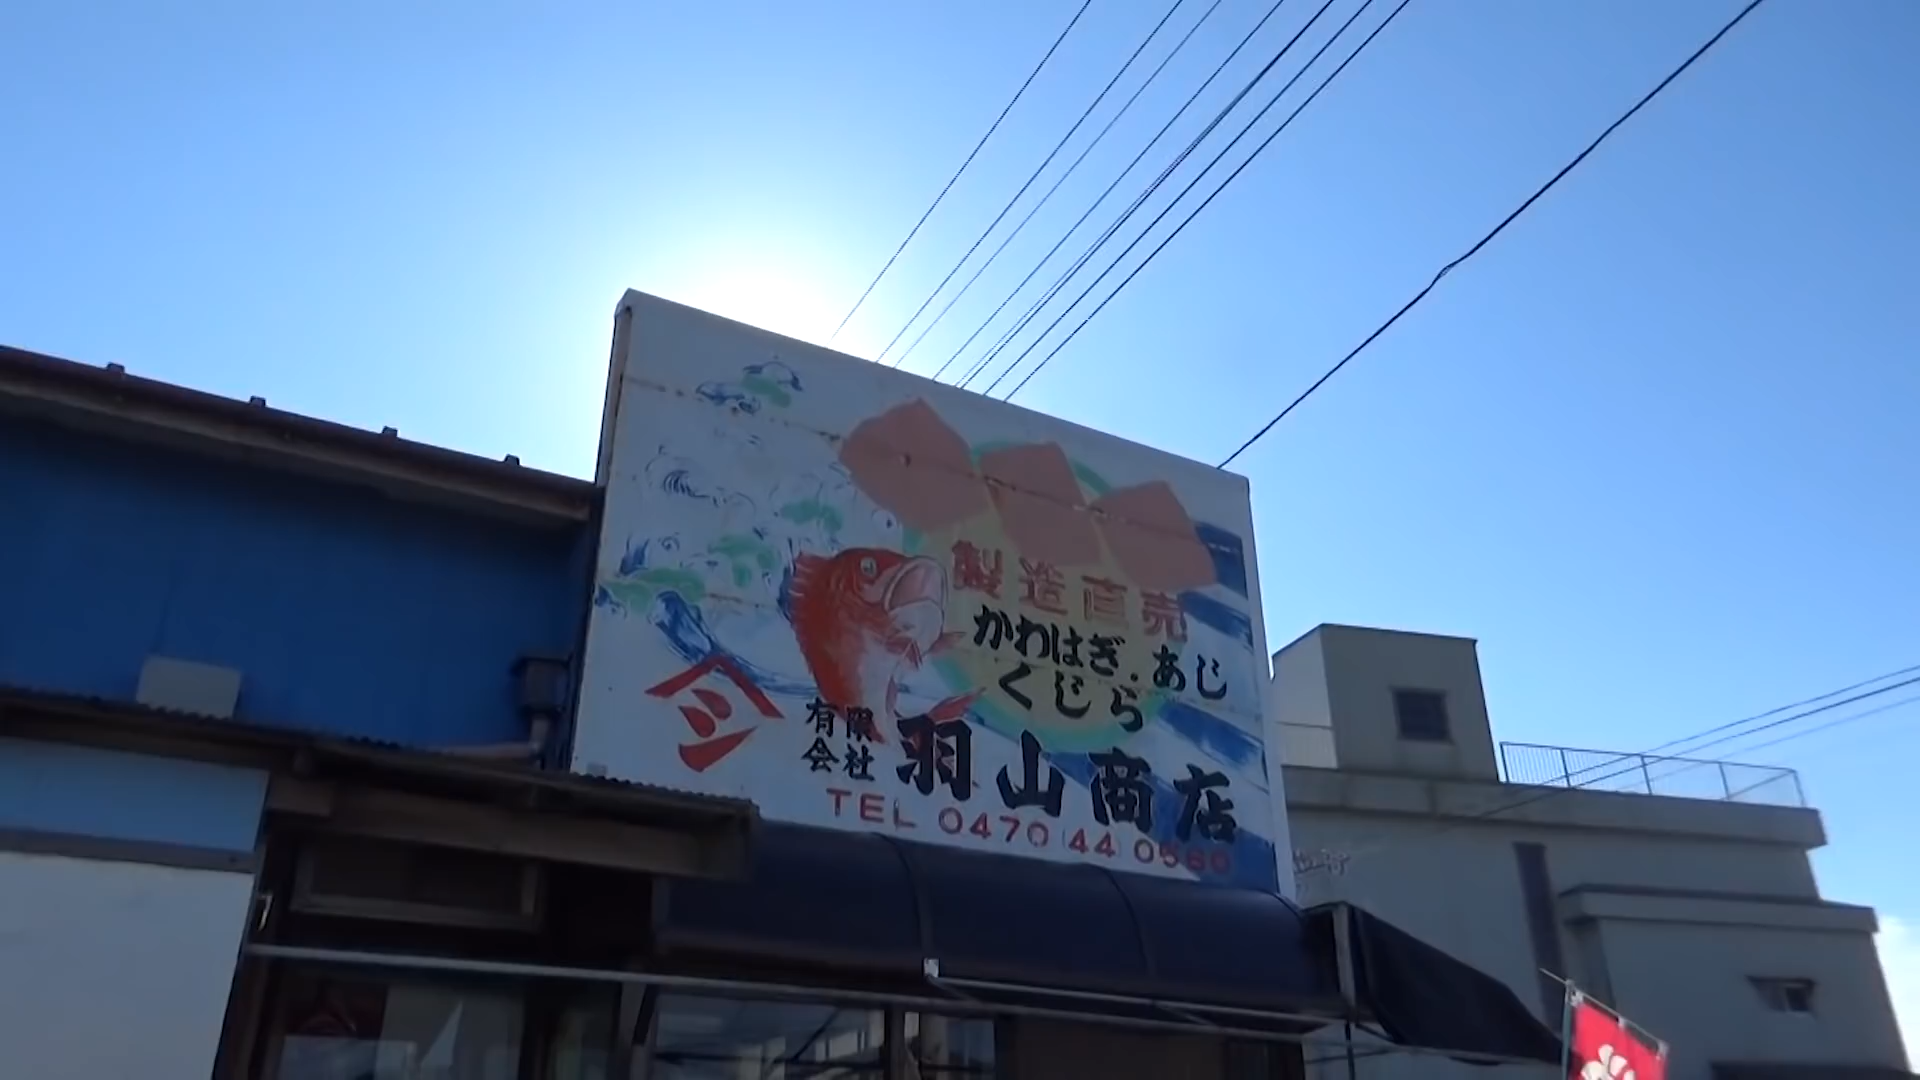 製造直売
かわはぎ.あじ
くじら
有限会社 羽山商店
TEL 0470 (44) 0560